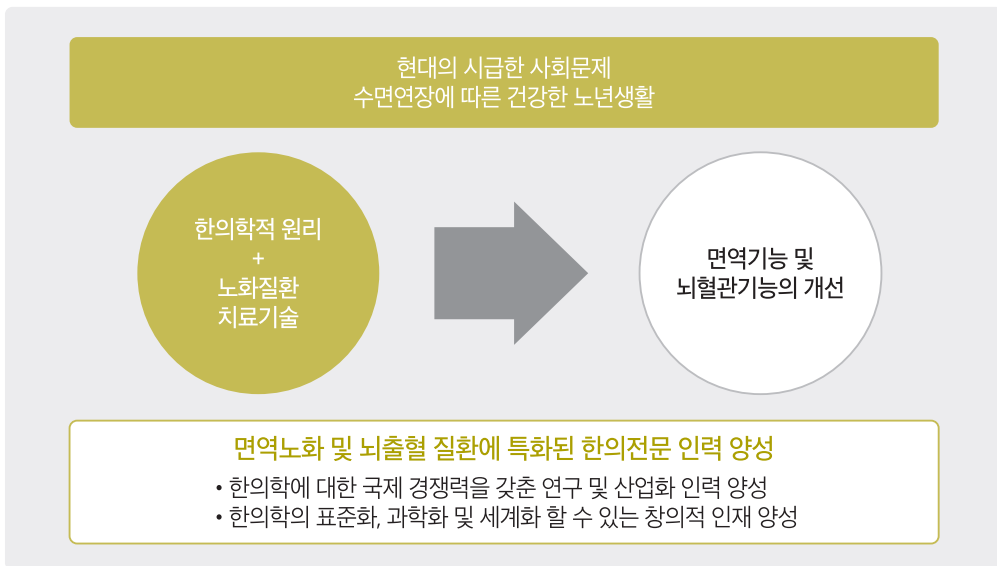 현대의 시급한 사회문제
수면연장에 따른 건강한 노년생활
한의학적 원리
+
노화질환
치료기술
면역기능 및
뇌혈관기능의 개선
면역노화 및 뇌출혈 질환에 특화된 한의전문 인력 양성
• 한의학에 대한 국제 경쟁력을 갖춘 연구 및 산업화 인력 양성
• 한의학의 표준화, 과학화 및 세계화 할 수 있는 창의적 인재 양성